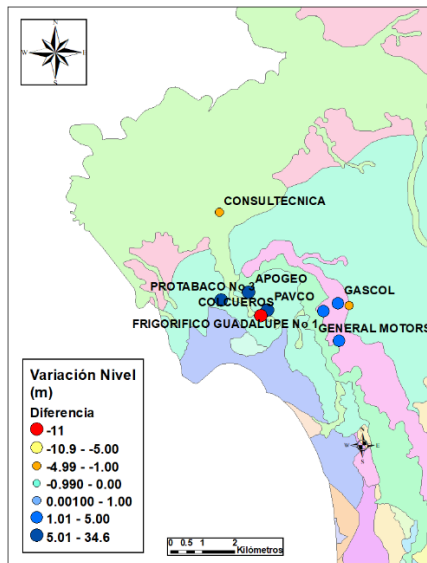 N
W E
S
CONSULTECNICA
APOGEO
PROTABACO No 3
GASCOL
COLCUEROS
PAVCO
FRIGORIFICO GUADALUPE No 1
GENERAL MOTORS
Variación Nivel
(m)
Diferencia
-11
-10.9 - -5.00
-4.99 - -1.00
-0.990 - 0.00
0.00100 - 1.00
1.01 - 5.00
5.01 - 34.6
0 0.5 1 2
Kilómetros